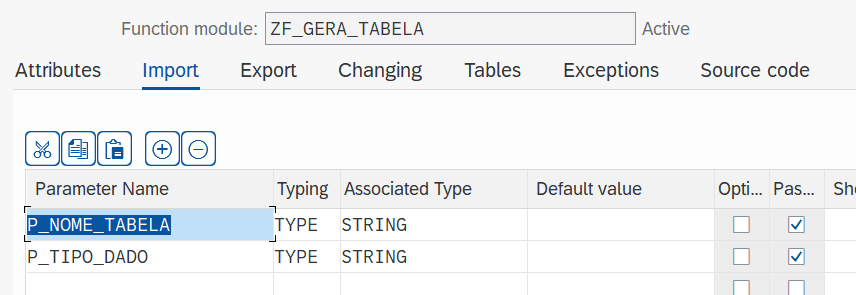 Function module: ZF_GERA_TABELA Active
Attributes Import Export Changing Tables Exceptions Source code
Parameter Name Typing Associated Type Default value Opti... Pas... Sh
P_NOME_TABELA TYPE STRING
P_TIPO_DADO TYPE STRING